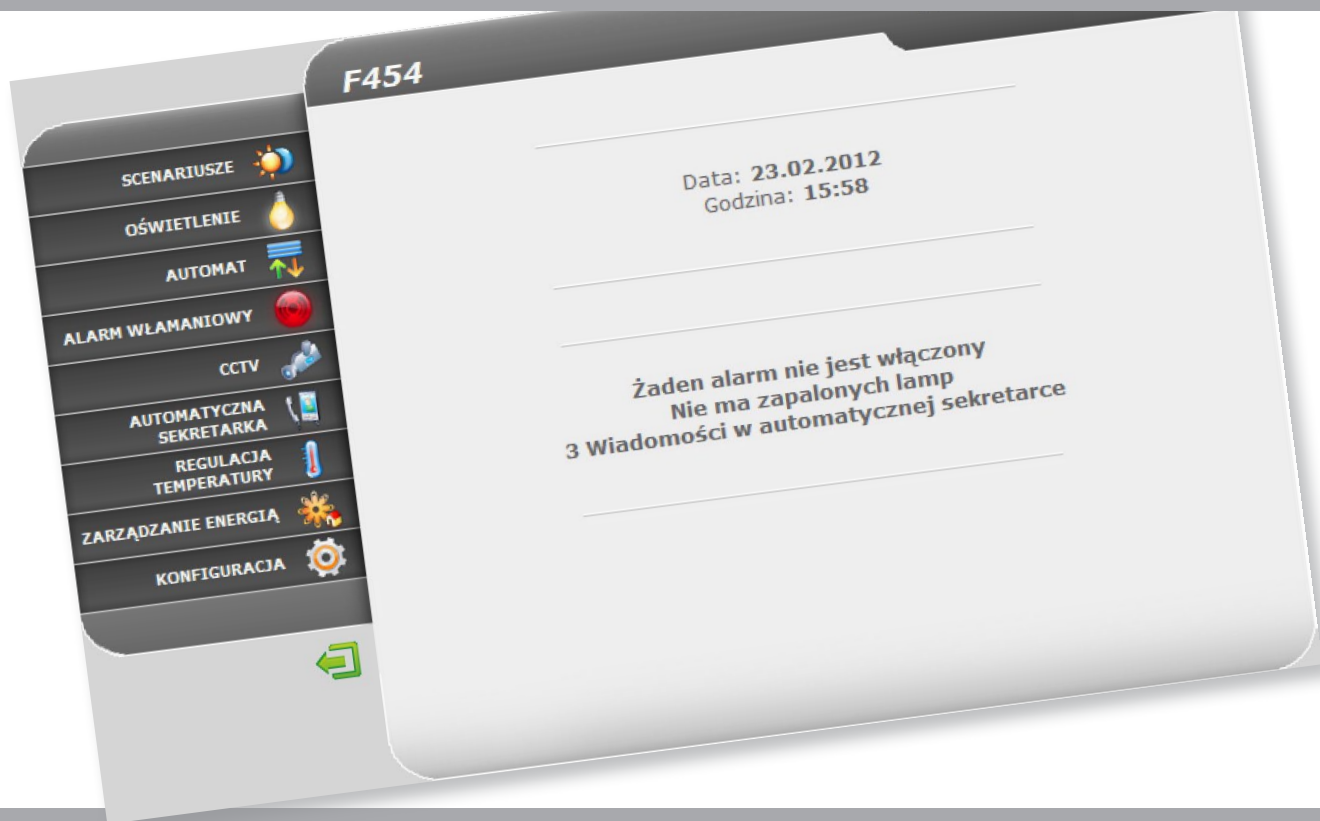 F454
SCENARIUSZE
OŚWIETLENIE
AUTOMAT
ALARM WŁAMANIOWY
CCTV
AUTOMATYCZNA
SEKRETARKA
REGULACJA
TEMPERATURY
ZARZĄDZANIE ENERGIĄ
KONFIGURACJA
Data: 23.02.2012
Godzina: 15:58
Żaden alarm nie jest włączony
Nie ma zapalonych lamp
3 Wiadomości w automatycznej sekretarce